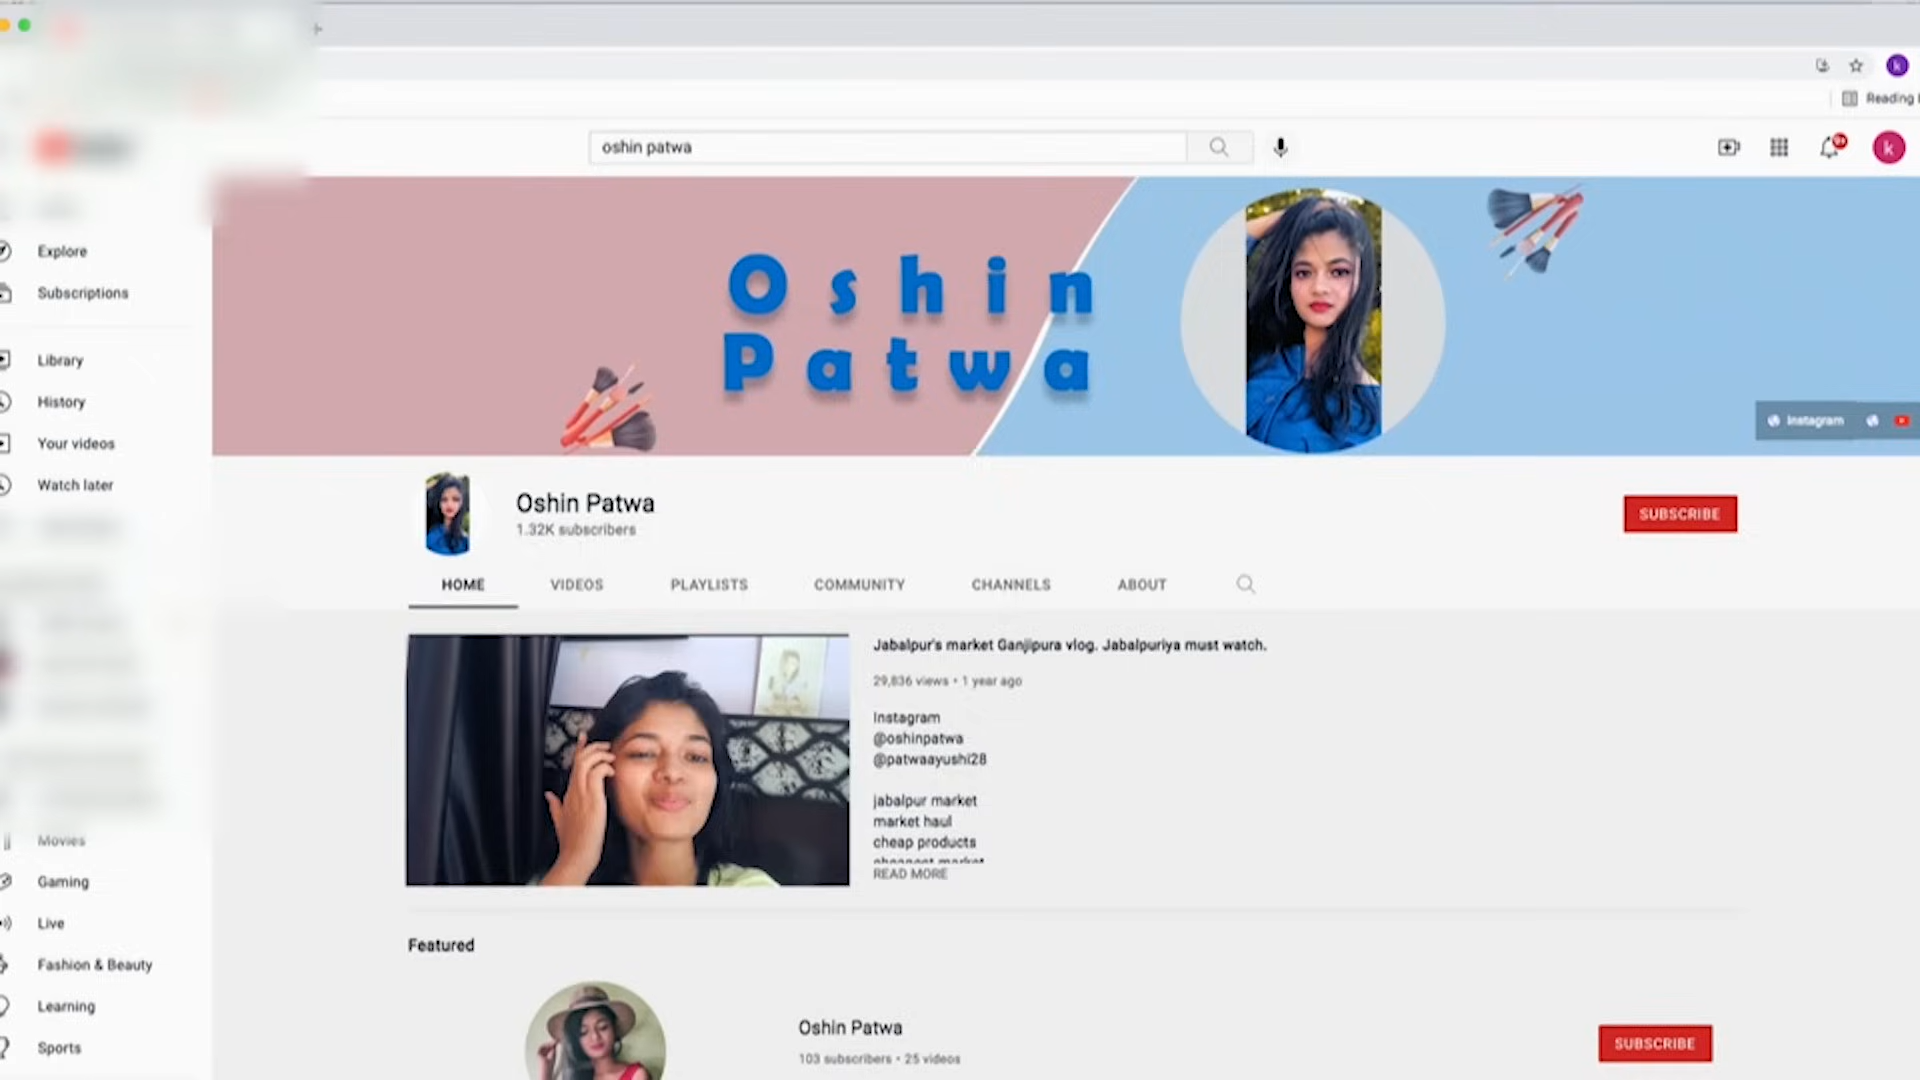 Reading
oshin patwa
9+
k
k
Explore
Subscriptions
Library
History
Your videos
Watch later
Movies
Gaming
Live
Fashion & Beauty
Learning
Sports
Oshin
Patwa
Instagram
Oshin Patwa
1.32K subscribers
SUBSCRIBE
HOME VIDEOS PLAYLISTS COMMUNITY CHANNELS ABOUT
Jabalpur's market Ganjipura vlog. Jabalpuriya must watch.
29,836 views • 1 year ago
Instagram
@oshinpatwa
@patwaayushi28
jabalpur market
market haul
cheap products
cheapest market
READ MORE
Featured
Oshin Patwa
103 subscribers • 25 videos
SUBSCRIBE